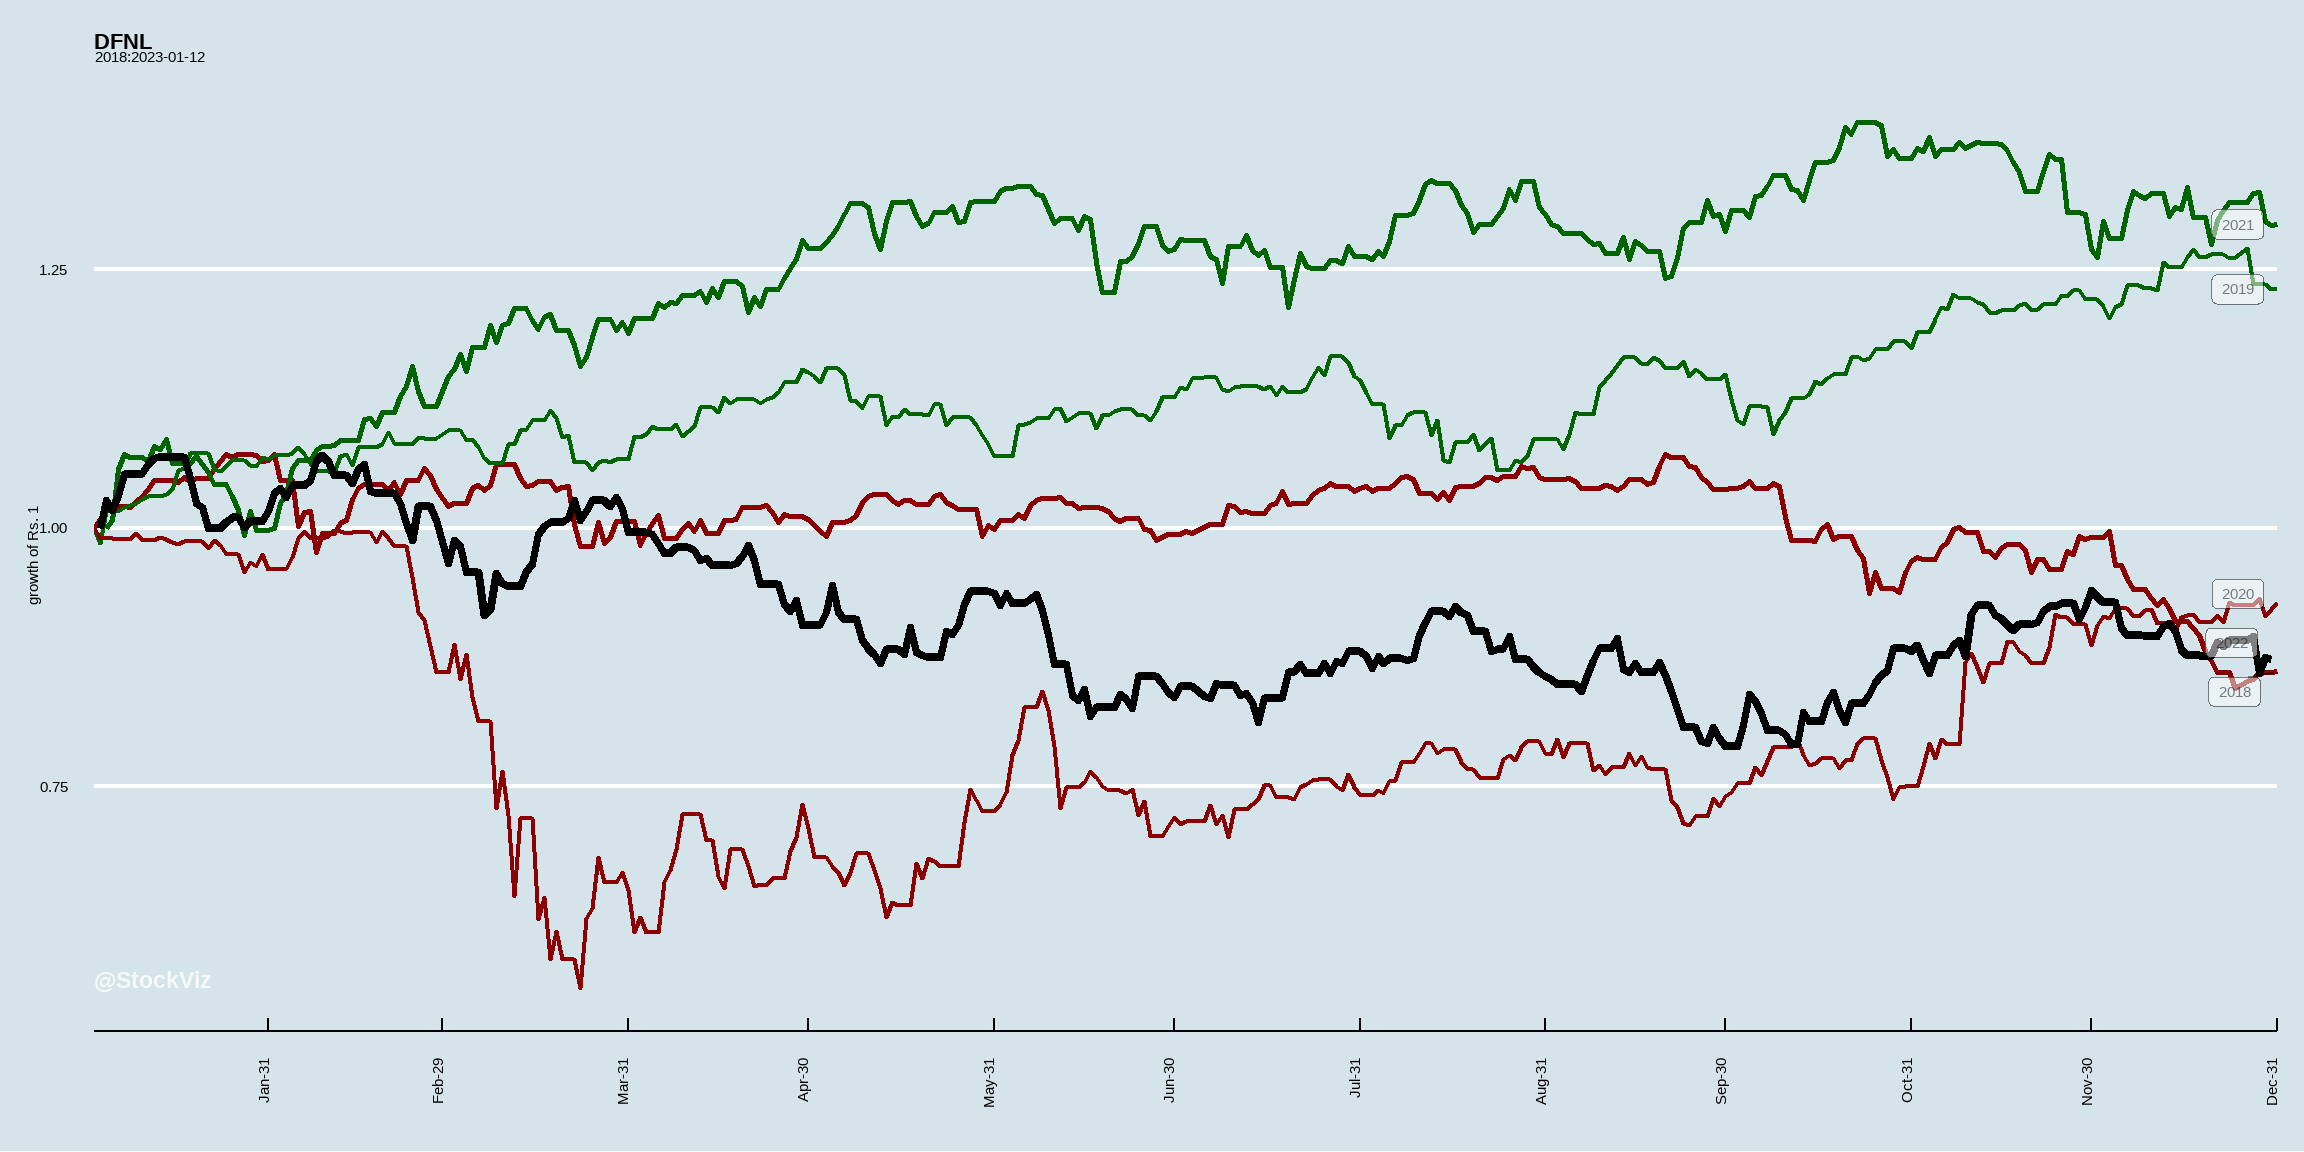 DFNL
2018:2023-01-12
growth of Rs. 1
1.25
1.00
0.75
2021
2019
2020
2022
2018
@StockViz
Jan-31
Feb-29
Mar-31
Apr-30
May-31
Jun-30
Jul-31
Aug-31
Sep-30
Oct-31
Nov-30
Dec-31